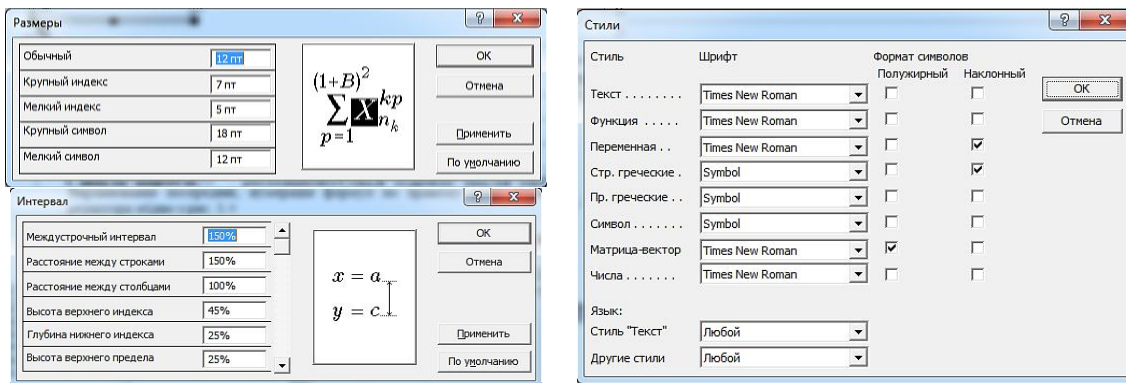 Размеры
Обычный 12 пт
Крупный индекс 7 пт
Мелкий индекс 5 пт
Крупный символ 18 пт
Мелкий символ 12 пт
(1+B)²
∑ X kp n k
p=1
ОК
Отмена
Применить
По умолчанию
Интервал
Междустрочный интервал 150%
Расстояние между строками 150%
Расстояние между столбцами 100%
Высота верхнего индекса 45%
Глубина нижнего индекса 25%
Высота верхнего предела 25%
x = a
y = c
ОК
Отмена
Применить
По умолчанию
Стили
Стиль Шрифт Формат символов
Полужирный Наклонный
Текст . . . . . . . . Times New Roman
Функция . . . . . Times New Roman
Переменная . . Times New Roman
Стр. греческие . Symbol
Пр. греческие . . Symbol
Символ . . . . . . . Symbol
Матрица-вектор Times New Roman
Числа . . . . . . . Times New Roman
Язык:
Стиль "Текст" Любой
Другие стили Любой
ОК
Отмена